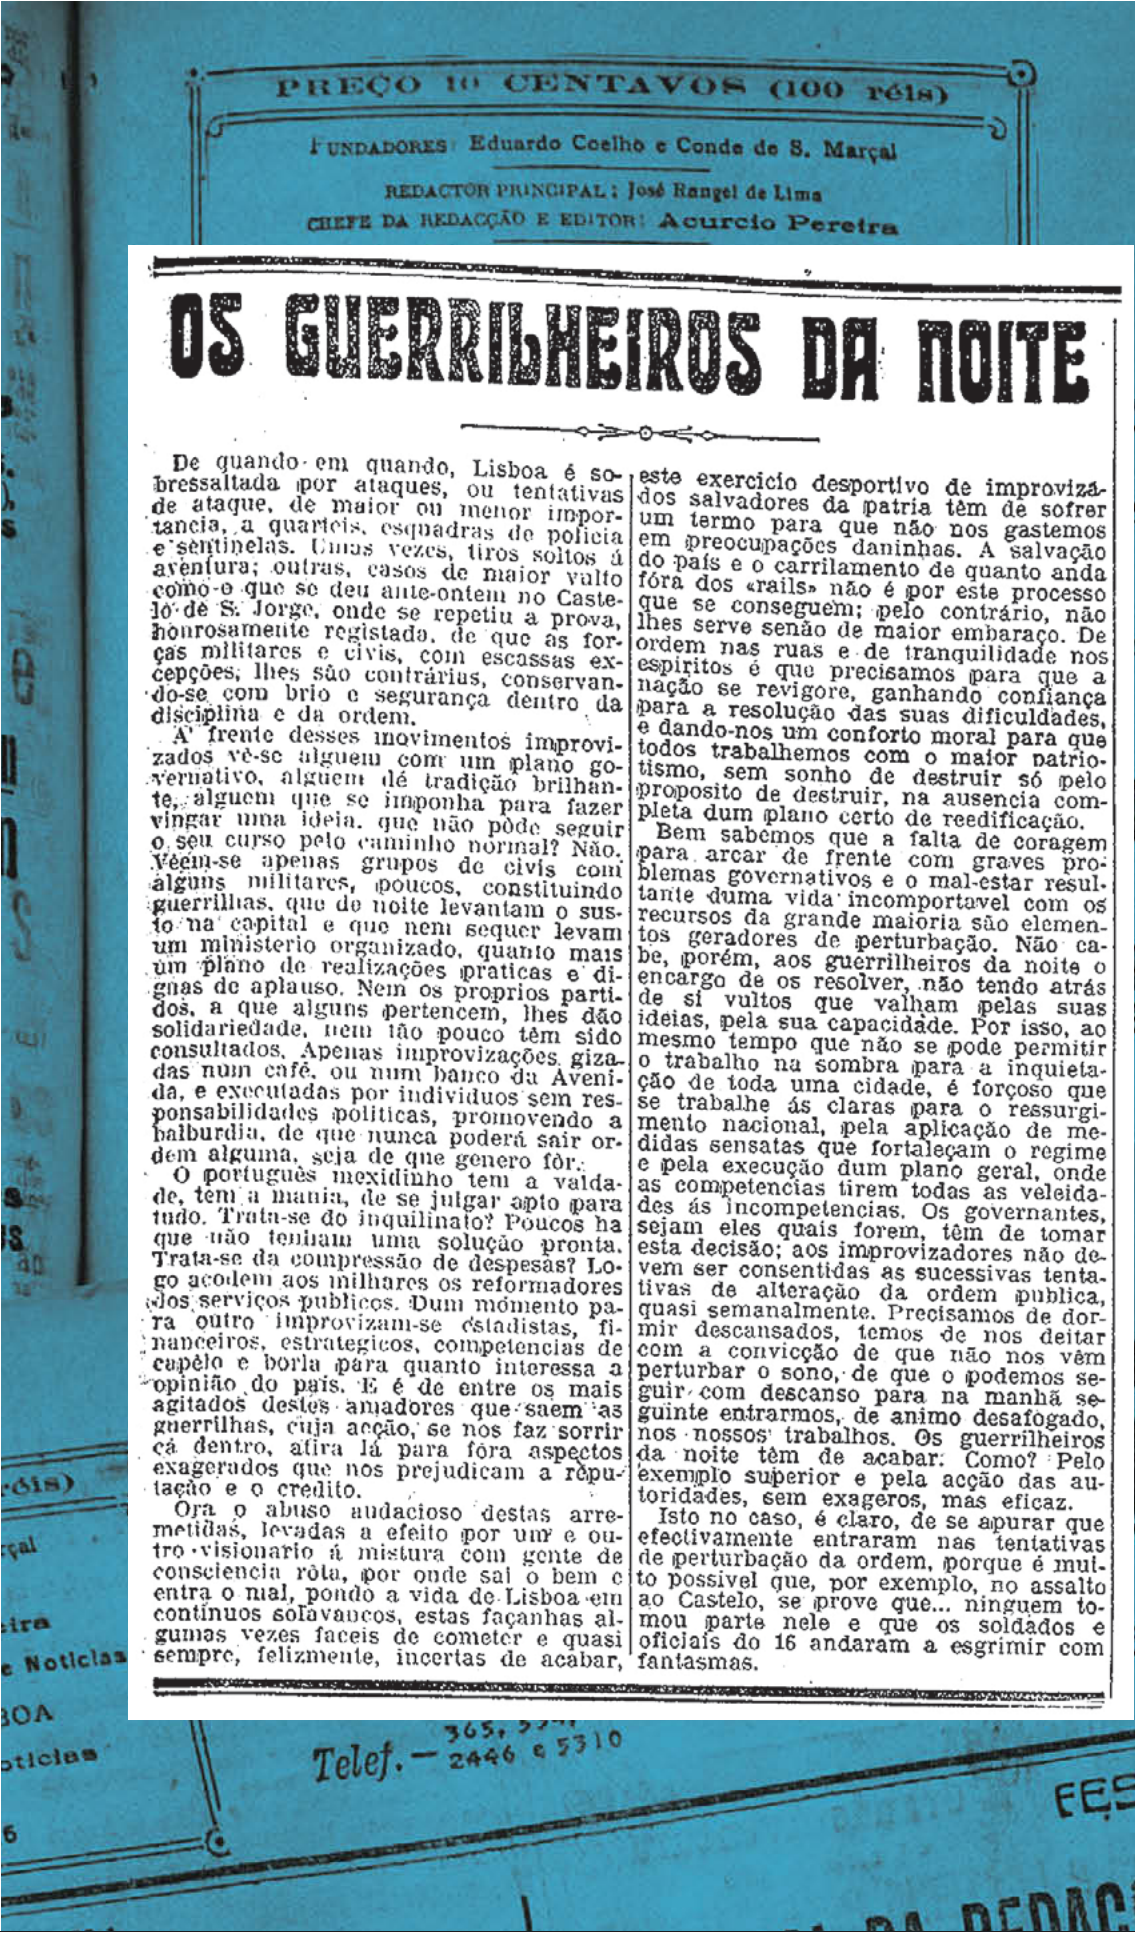 PREÇO 10 CENTAVOS (100 réis)
FUNDADORES: Eduardo Coelho e Conde de S. Marçal
REDACTOR PRINCIPAL: José Rangel de Lima
CHEFE DA REDACÇÃO E EDITOR: Acurcio Pereira
OS GUERRILHEIROS DA NOITE
De quando em quando, Lisboa é so-
bressaltada por ataques, ou tentativas
de ataque, de maior ou menor impor-
tancia, a quarteis, esquadras de policia
e sentinelas. Umas vezes, tiros soltos á
aventura; outras, casos de maior vulto
como o que se deu ante-ontem no Caste-
lo de S. Jorge, onde se repetiu a prova,
honrosamente registada, de que as for-
ças militares e civis, com escassas ex-
cepções, lhes são contrárias, conservan-
do-se com brio e segurança dentro da
disciplina e da ordem.
A' frente desses movimentos improvi-
zados vê-se alguem com um plano go-
vernativo, alguem de tradição brilhan-
te, alguem que se imponha para fazer
vingar uma ideia, que não pôde seguir
o seu curso pelo caminho normal? Não.
Vêem-se apenas grupos de civis com
alguns militares, poucos, constituindo
guerrilhas, que de noite levantam o sus-
to na capital e que nem sequer levam
um ministerio organizado, quanto mais
um plano de realizações praticas e di-
gnas de aplauso. Nem os proprios parti-
dos, a que alguns pertencem, lhes dão
solidariedade, nem tão pouco têm sido
consultados. Apenas improvizações giza-
das num café, ou num banco da Aveni-
da, e executadas por individuos sem res-
ponsabilidades politicas, promovendo a
balburdia, de que nunca poderá sair or-
dem alguma, seja de que genero fôr.
O português mexidinho tem a vaida-
de, tem a mania, de se julgar apto para
tudo. Trata-se do inquilinato? Poucos ha
que não tenham uma solução pronta.
Trata-se da compressão de despesas? Lo-
go acodem aos milhares os reformadores
dos serviços publicos. Dum momento pa-
ra outro improvizam-se estadistas, fi-
nanceiros, estrategicos, competencias de
capêlo e borla para quanto interessa a
opinião do país. E é de entre os mais
agitados destes amadores que saem as
guerrilhas, cuja acção, se nos faz sorrir
cá dentro, atira lá para fóra aspectos
exagerados que nos prejudicam a repu-
tação e o credito.
Ora o abuso audacioso destas arre-
metidas, levadas a efeito por um e ou-
tro visionario á mistura com gente de
consciencia rôta, por onde sai o bem e
entra o mal, pondo a vida de Lisboa em
continuos solavancos, estas façanhas al-
gumas vezes faceis de cometer e quasi
sempre, felizmente, incertas de acabar,
este exercicio desportivo de improvizá-
dos salvadores da patria têm de sofrer
um termo para que não nos gastemos
em preocupações daninhas. A salvação
do país e o carrilamento de quanto anda
fóra dos «rails» não é por este processo
que se conseguem; pelo contrário, não
lhes serve senão de maior embaraço. De
ordem nas ruas e de tranquilidade nos
espiritos é que precisamos para que a
nação se revigore, ganhando confiança
para a resolução das suas dificuldades,
e dando-nos um conforto moral para que
todos trabalhemos com o maior patrio-
tismo, sem sonho de destruir só pelo
proposito de destruir, na ausencia com-
pleta dum plano certo de reedificação.
Bem sabemos que a falta de coragem
para arcar de frente com graves pro-
blemas governativos e o mal-estar resul-
tante duma vida incomportavel com os
recursos da grande maioria são elemen-
tos geradores de perturbação. Não ca-
be, porém, aos guerrilheiros da noite o
encargo de os resolver, não tendo atrás
de si vultos que valham pelas suas
ideias, pela sua capacidade. Por isso, ao
mesmo tempo que não se pode permitir
o trabalho na sombra para a inquieta-
ção de toda uma cidade, é forçoso que
se trabalhe ás claras para o ressurgi-
mento nacional, pela aplicação de me-
didas sensatas que fortaleçam o regime
e pela execução dum plano geral, onde
as competencias tirem todas as veleida-
des ás incompetencias. Os governantes,
sejam eles quais forem, têm de tomar
esta decisão; aos improvizadores não de-
vem ser consentidas as sucessivas tenta-
tivas de alteração da ordem publica,
quasi semanalmente. Precisamos de dor-
mir descansados, temos de nos deitar
com a convicção de que não nos vêm
perturbar o sono, de que o podemos se-
guir com descanso para na manhã se-
guinte entrarmos, de animo desafogado,
nos nossos trabalhos. Os guerrilheiros
da noite têm de acabar. Como? Pelo
exemplo superior e pela acção das au-
toridades, sem exageros, mas eficaz.
Isto no caso, é claro, de se apurar que
efectivamente entraram nas tentativas
de perturbação da ordem, porque é mui-
to possivel que, por exemplo, no assalto
ao Castelo, se prove que... ninguem to-
mou parte nele e que os soldados e
oficiais do 16 andaram a esgrimir com
fantasmas.
réis)
rçal
eira
e Noticias
BOA
oticias
6
Telef. — 2446 e 5310
FES
DA REDAC